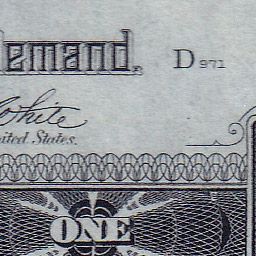 emand. D 971
White
ited States.
ONE